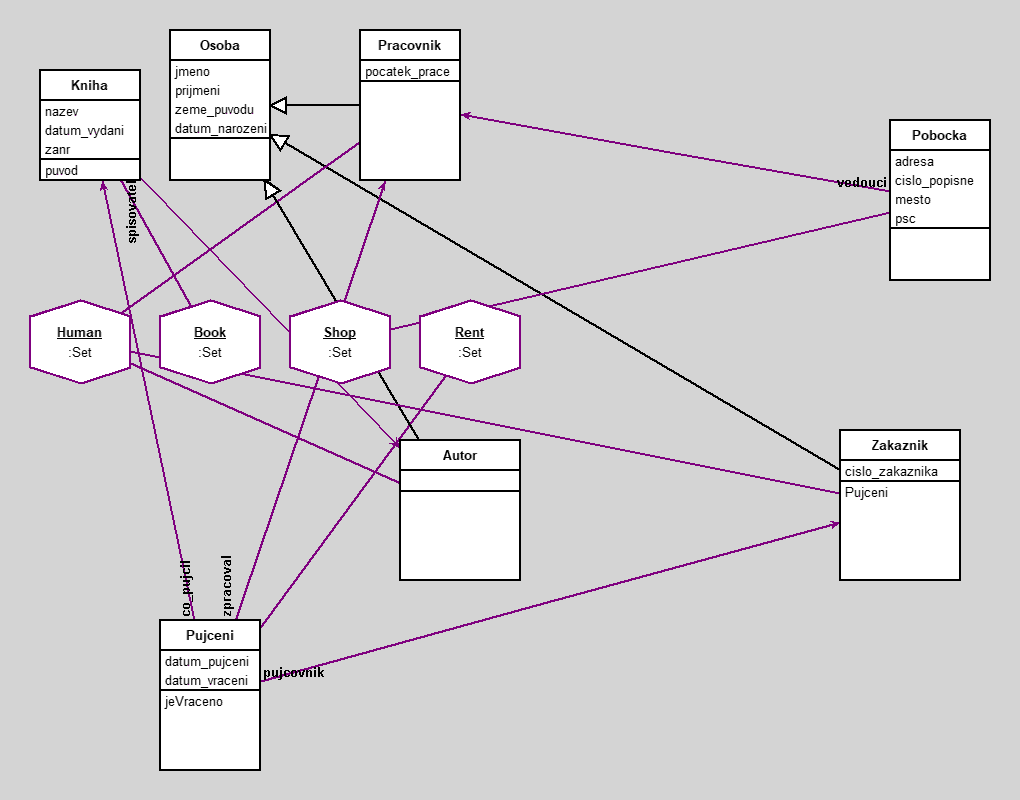 Osoba
jmeno
prijmeni
zeme_puvodu
datum_narozeni
Pracovnik
pocatek_prace
Kniha
nazev
datum_vydani
zanr
puvod
spisovatel
Pobocka
adresa
cislo_popisne
mesto
psc
vedouci
Human
:Set
Book
:Set
Shop
:Set
Rent
:Set
Autor
Zakaznik
cislo_zakaznika
Pujceni
co_pujcil
zpracoval
Pujceni
datum_pujceni
datum_vraceni
jeVraceno
pujcovnik